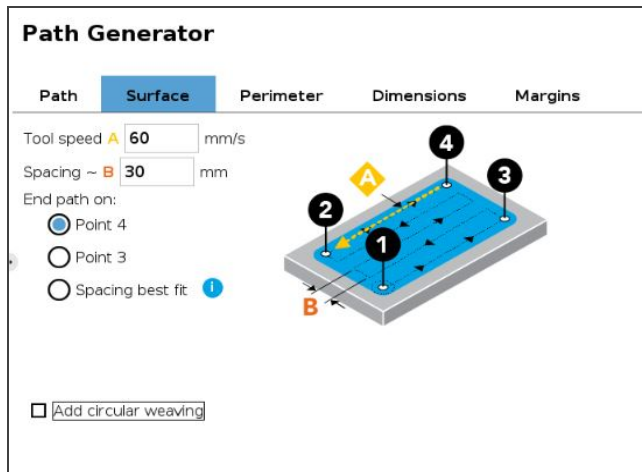 Path Generator
Path Surface Perimeter Dimensions Margins
Tool speed A 60 mm/s
Spacing ~ B 30 mm
End path on:
Point 4
Point 3
Spacing best fit i
4
A
3
2
1
B
Add circular weaving